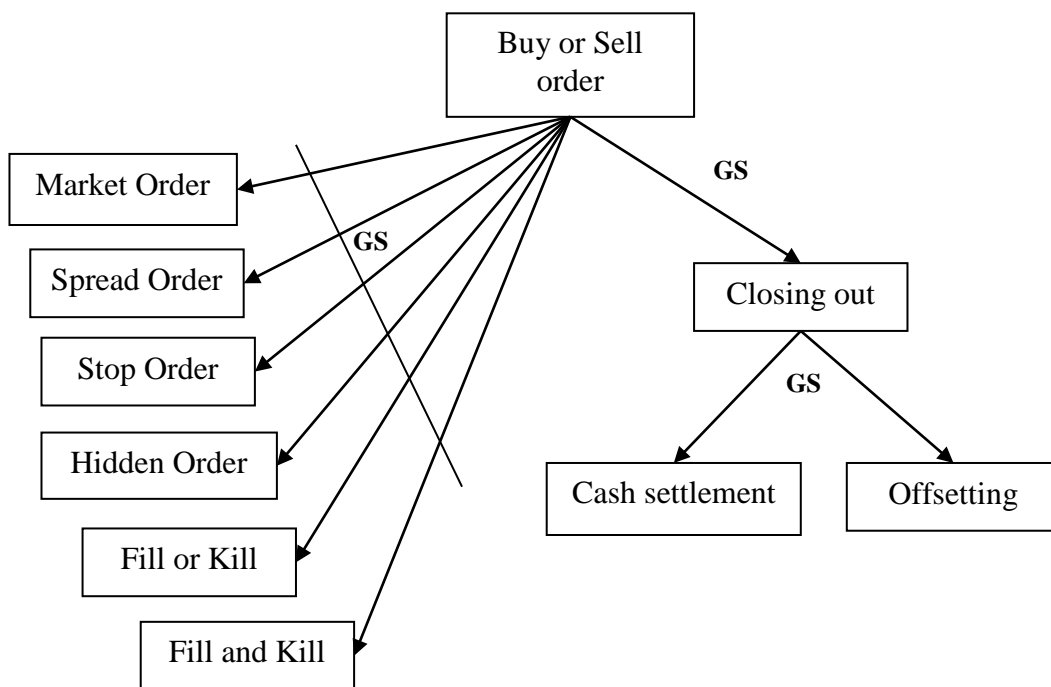 Buy or Sell
order
GS
Market Order
GS
Spread Order
Closing out
Stop Order
GS
Hidden Order
Cash settlement
Offsetting
Fill or Kill
Fill and Kill